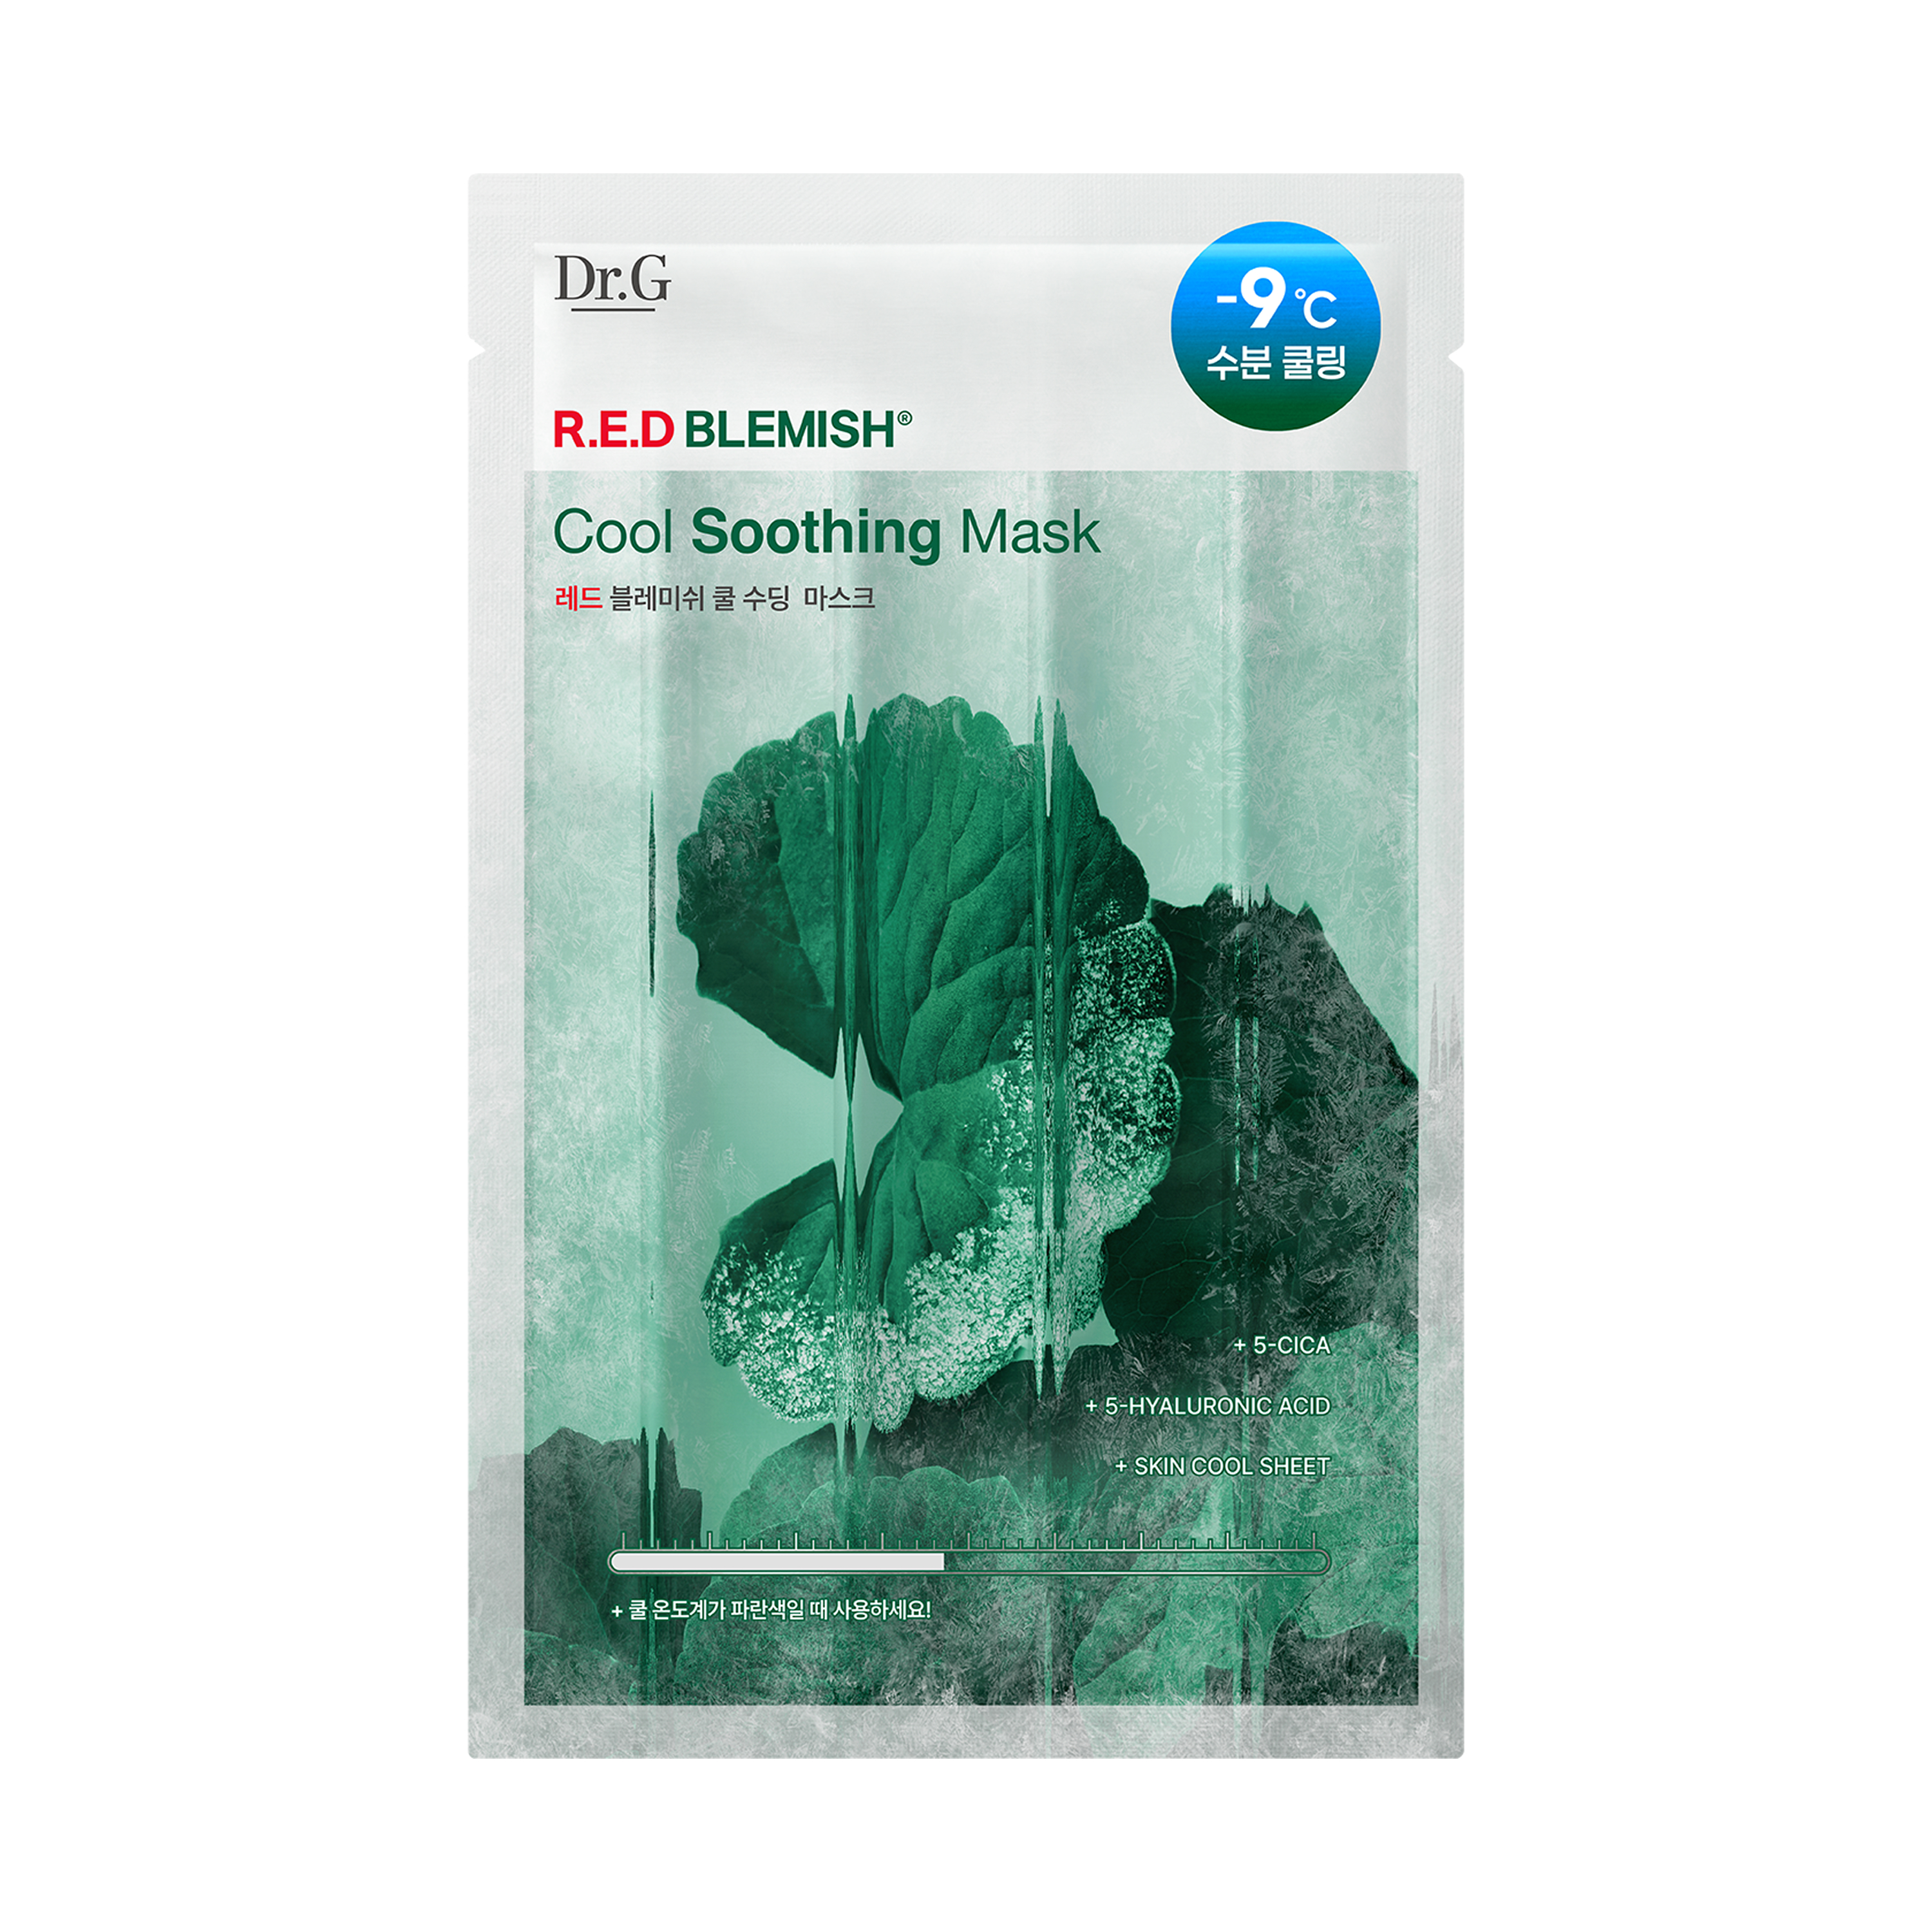 Dr.G
-9℃
수분 쿨링
R.E.D BLEMISH®
Cool Soothing Mask
레드 블레미쉬 쿨 수딩 마스크
+ 5-CICA
+ 5-HYALURONIC ACID
+ SKIN COOL SHEET
+ 쿨 온도계가 파란색일 때 사용하세요!